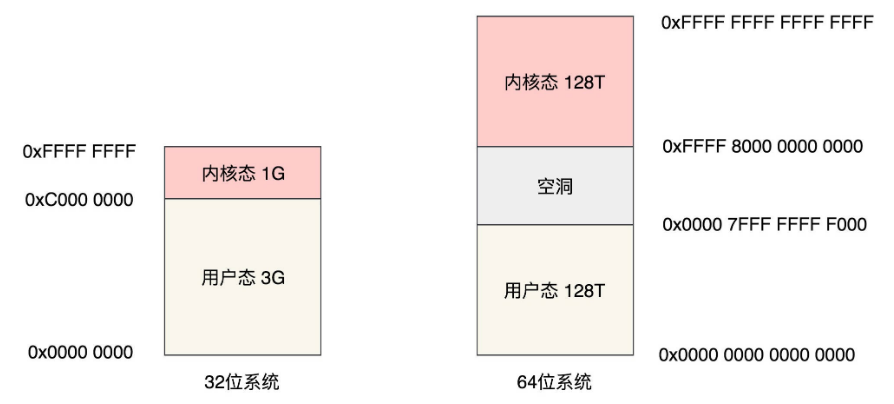 0xFFFF FFFF
内核态 1G
0xC000 0000
用户态 3G
0x0000 0000
32位系统
0xFFFF FFFF FFFF FFFF
内核态 128T
0xFFFF 8000 0000 0000
空洞
0x0000 7FFF FFFF F000
用户态 128T
0x0000 0000 0000 0000
64位系统